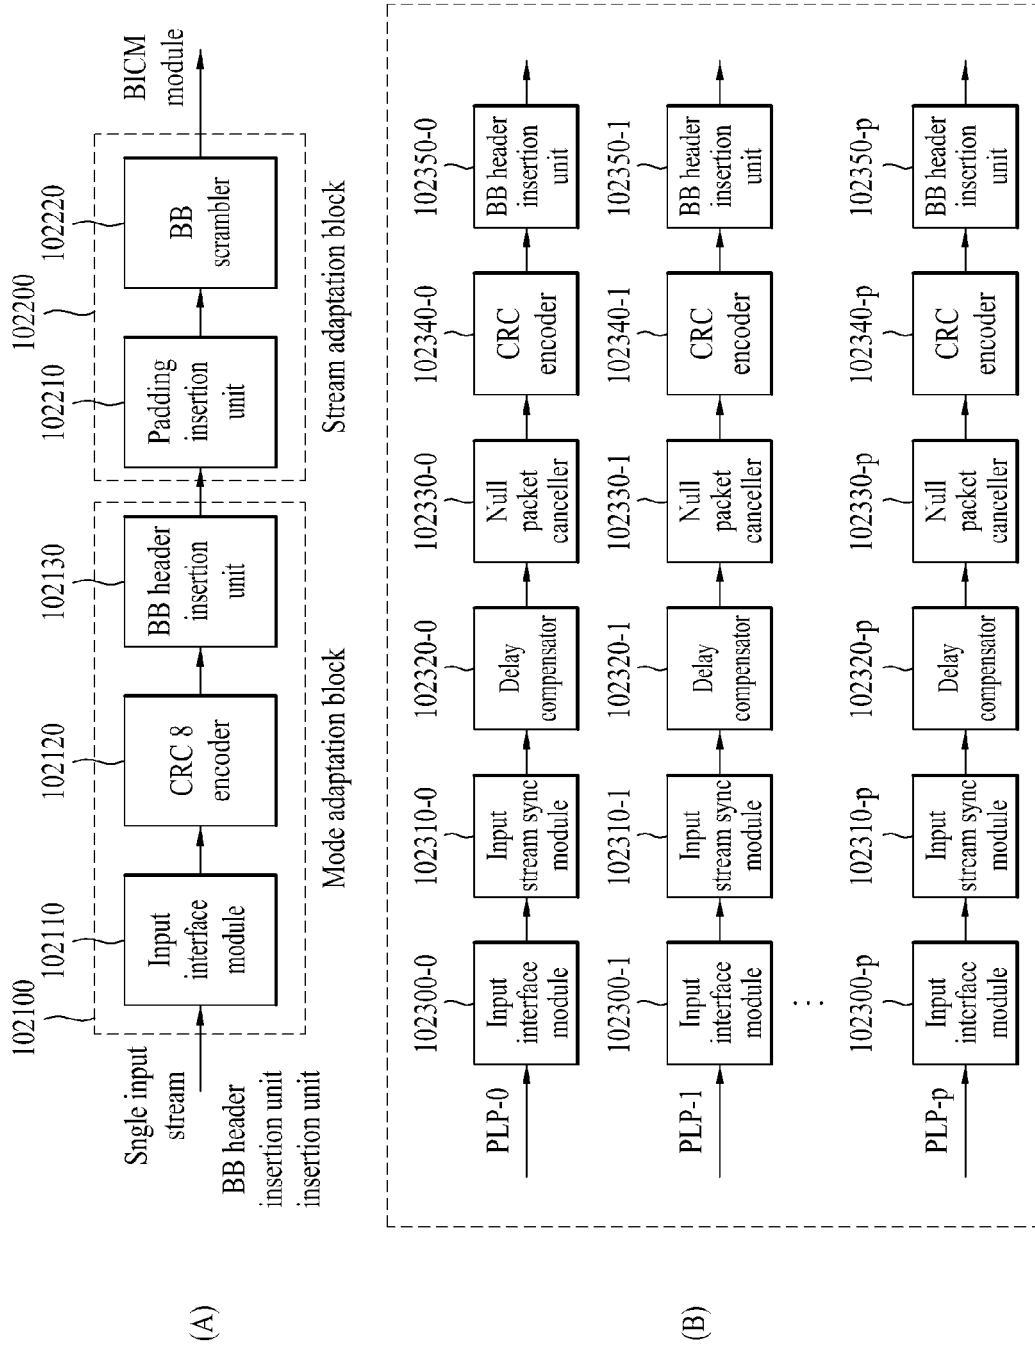 (A)
102100
102110
102120
102130
102200
102210
102220
Sngle input
stream
Input
interface
module
CRC 8
encoder
BB header
insertion
unit
Padding
insertion
unit
BB
scrambler
BICM
module
Mode adaptation block
Stream adaptation block
BB header
insertion unit
insertion unit
(B)
PLP-0
102300-0
Input
interface
module
102310-0
Input
stream sync
module
102320-0
Delay
compensator
102330-0
Null
packet
canceller
102340-0
CRC
encoder
102350-0
BB header
insertion
unit
PLP-1
102300-1
Input
interface
module
102310-1
Input
stream sync
module
102320-1
Delay
compensator
102330-1
Null
packet
canceller
102340-1
CRC
encoder
102350-1
BB header
insertion
unit
...
PLP-p
102300-p
Input
interface
module
102310-p
Input
stream sync
module
102320-p
Delay
compensator
102330-p
Null
packet
canceller
102340-p
CRC
encoder
102350-p
BB header
insertion
unit